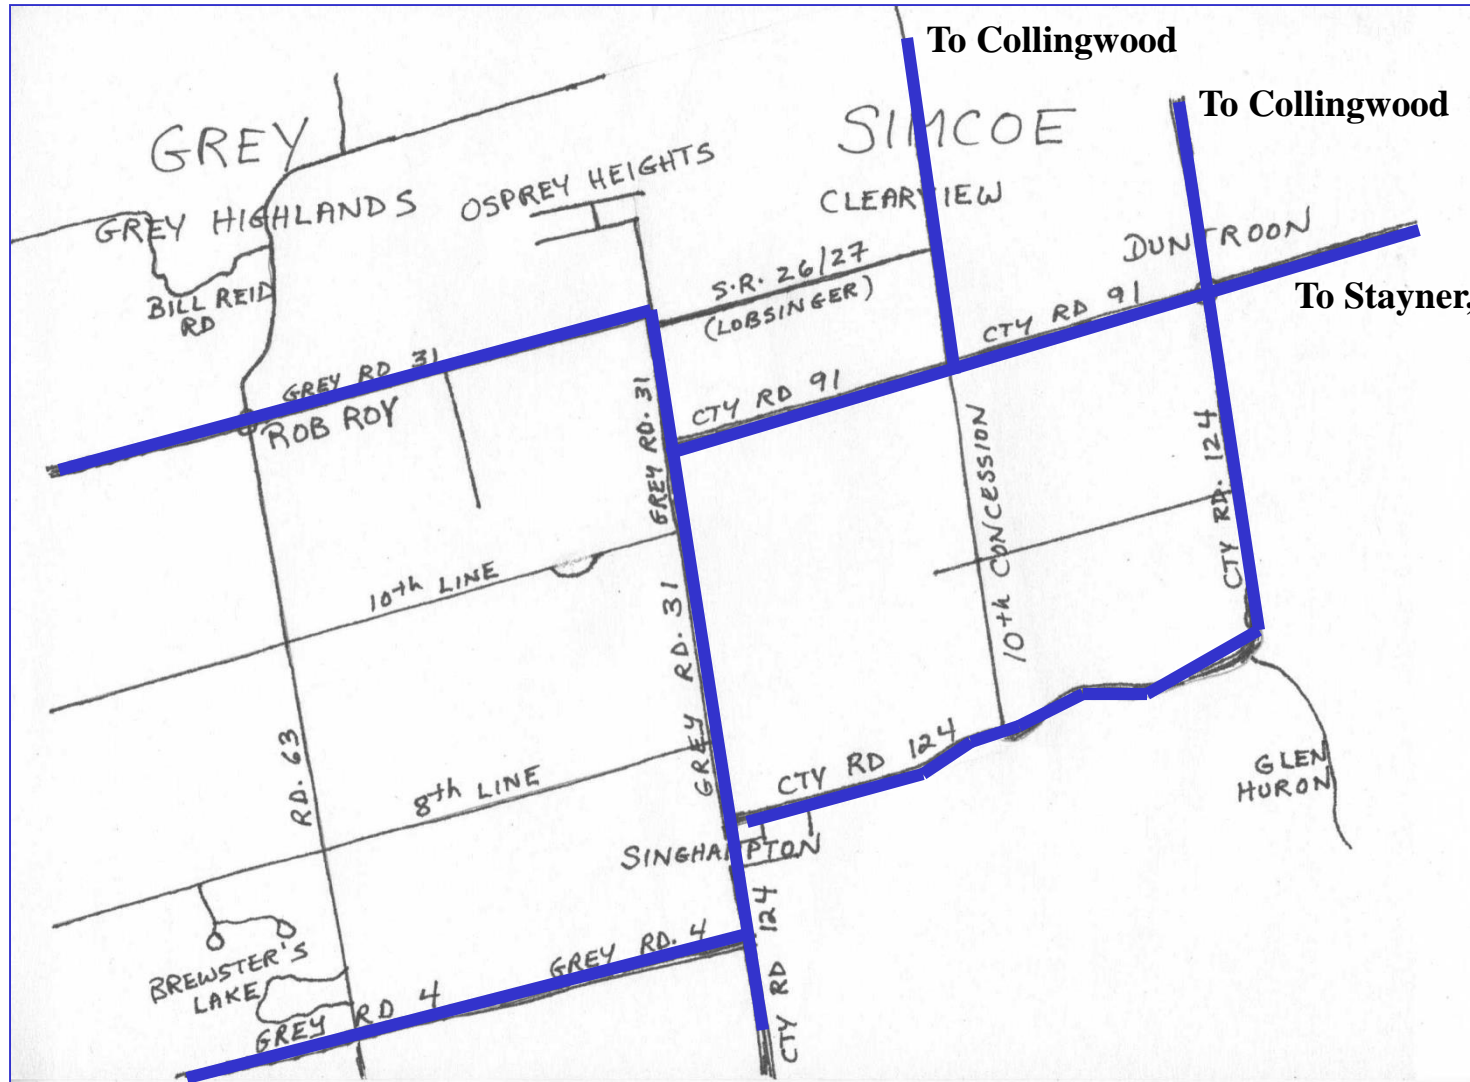 To Collingwood
To Collingwood
GREY
SIMCOE
OSPREY HEIGHTS
GREY HIGHLANDS
CLEARVIEW
DUNTROON
S.R. 26/27
(LOBSINGER)
BILL REID
RD
To Stayner,
CTY RD 91
GREY RD 31
ROB ROY
CTY RD 91
GREY RD. 31
CTY RD. 124
10th CONCESSION
10th LINE
GREY RD. 31
RD. 63
8th LINE
CTY RD 124
GLEN
HURON
SINGHAMPTON
BREWSTER'S
LAKE
GREY RD. 4
GREY RD 4
CTY RD 124